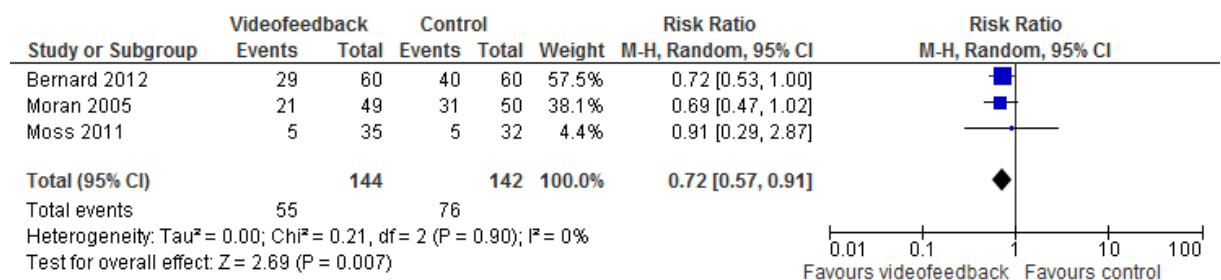 Videofeedback Control Risk Ratio Risk Ratio
Study or Subgroup Events Total Events Total Weight M-H, Random, 95% CI M-H, Random, 95% CI
Bernard 2012 29 60 40 60 57.5% 0.72 [0.53, 1.00]
Moran 2005 21 49 31 50 38.1% 0.69 [0.47, 1.02]
Moss 2011 5 35 5 32 4.4% 0.91 [0.29, 2.87]
Total (95% CI) 144 142 100.0% 0.72 [0.57, 0.91]
Total events 55 76
Heterogeneity: Tau² = 0.00; Chi² = 0.21, df = 2 (P = 0.90); I² = 0%
Test for overall effect: Z = 2.69 (P = 0.007)
0.01 0.1 1 10 100
Favours videofeedback Favours control